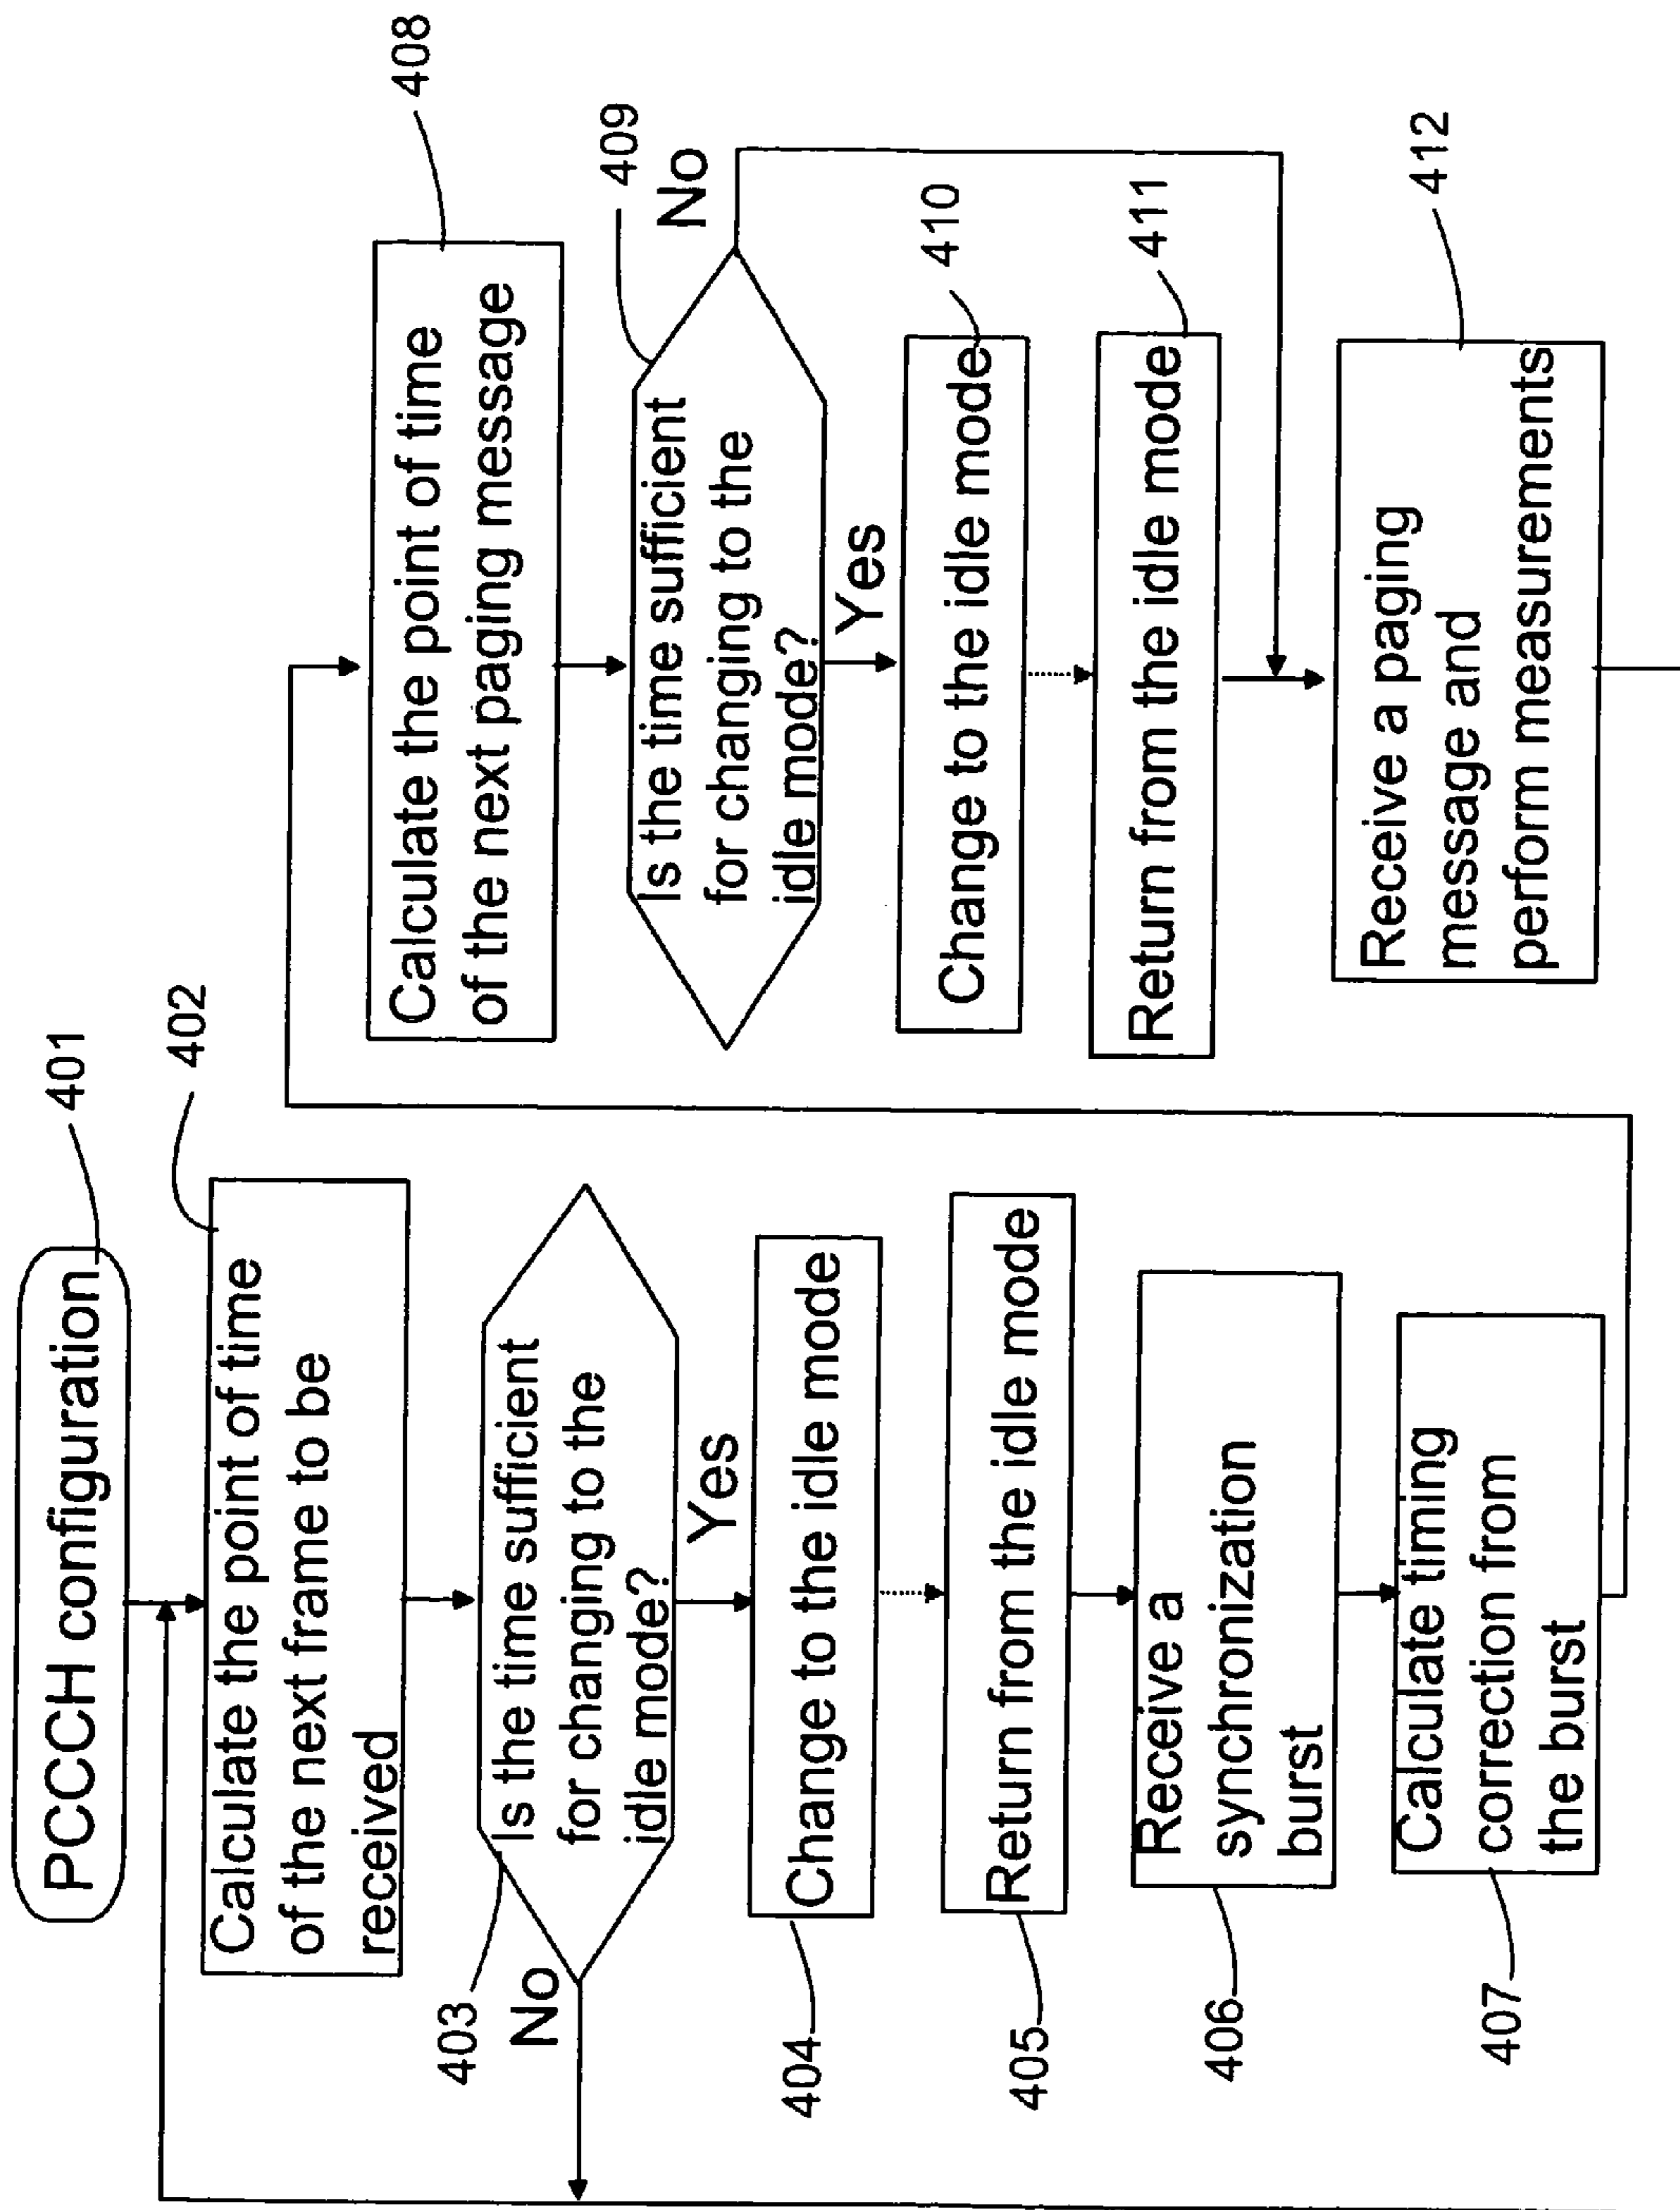 PCCCH configuration
401
Calculate the point of time
of the next frame to be
received
402
Is the time sufficient
for changing to the
idle mode?
403
No
Yes
Change to the idle mode
404
Return from the idle mode
405
Receive a
synchronization
burst
406
Calculate timing
correction from
the burst
407
Calculate the point of time
of the next paging message
408
Is the time sufficient
for changing to the
idle mode?
409
No
Yes
Change to the idle mode
410
Return from the idle mode
411
Receive a paging
message and
perform measurements
412